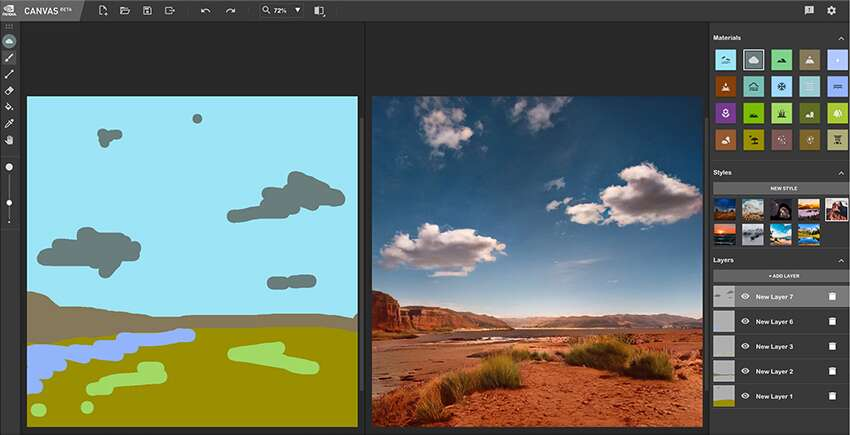 NVIDIA
CANVAS BETA
72%
Materials
Styles
NEW STYLE
Layers
+ ADD LAYER
New Layer 7
New Layer 6
New Layer 3
New Layer 2
New Layer 1